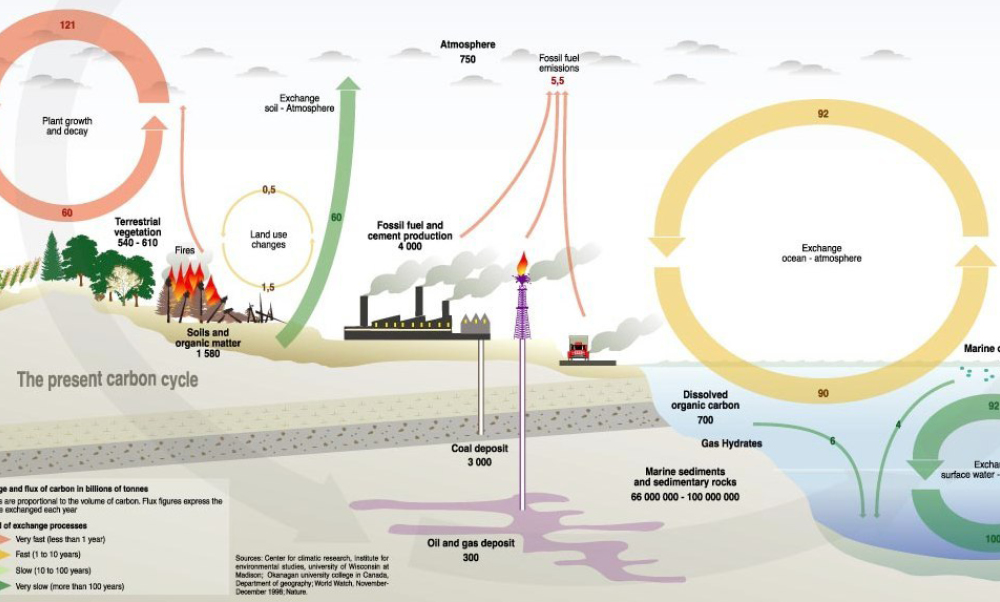 121
Plant growth
and decay
60
Terrestrial
vegetation
540 - 610
Fires
Exchange
soil - Atmosphere
60
0,5
Land use
changes
1,5
Soils and
organic matter
1 580
Atmosphere
750
Fossil fuel
emissions
5,5
Fossil fuel and
cement production
4 000
92
Exchange
ocean - atmosphere
90
Marine
Dissolved
organic carbon
700
Gas Hydrates
6
4
92
surface water -
100
The present carbon cycle
Coal deposit
3 000
Marine sediments
and sedimentary rocks
66 000 000 - 100 000 000
Oil and gas deposit
300
ge and flux of carbon in billions of tonnes
s are proportional to the volume of carbon. Flux figures express the
e exchanged each year
d of exchange processes
Very fast (less than 1 year)
Fast (1 to 10 years)
Slow (10 to 100 years)
Very slow (more than 100 years)
Sources: Center for climatic research, Institute for
environmental studies, university of Wisconsin at
Madison; Okanagan university college in Canada,
Department of geography; World Watch, November-
December 1998; Nature.